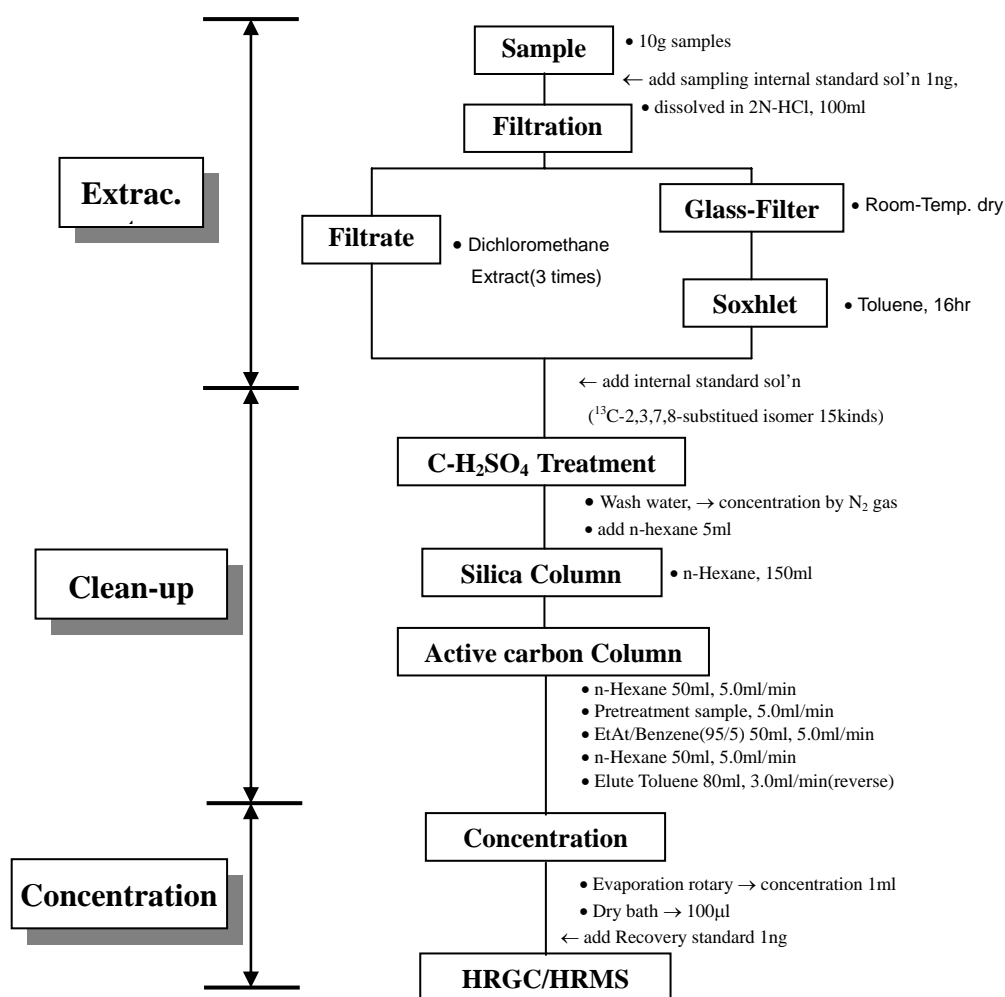 Sample
• 10g samples
← add sampling internal standard sol'n 1ng,
• dissolved in 2N-HCl, 100ml
Filtration
Extrac.
Filtrate
• Dichloromethane
Extract(3 times)
Glass-Filter
• Room-Temp. dry
Soxhlet
• Toluene, 16hr
← add internal standard sol'n
(¹³C-2,3,7,8-substitued isomer 15kinds)
C-H₂SO₄ Treatment
• Wash water, → concentration by N₂ gas
• add n-hexane 5ml
Clean-up
Silica Column
• n-Hexane, 150ml
Active carbon Column
• n-Hexane 50ml, 5.0ml/min
• Pretreatment sample, 5.0ml/min
• EtAt/Benzene(95/5) 50ml, 5.0ml/min
• n-Hexane 50ml, 5.0ml/min
• Elute Toluene 80ml, 3.0ml/min(reverse)
Concentration
Concentration
• Evaporation rotary → concentration 1ml
• Dry bath → 100μl
← add Recovery standard 1ng
HRGC/HRMS